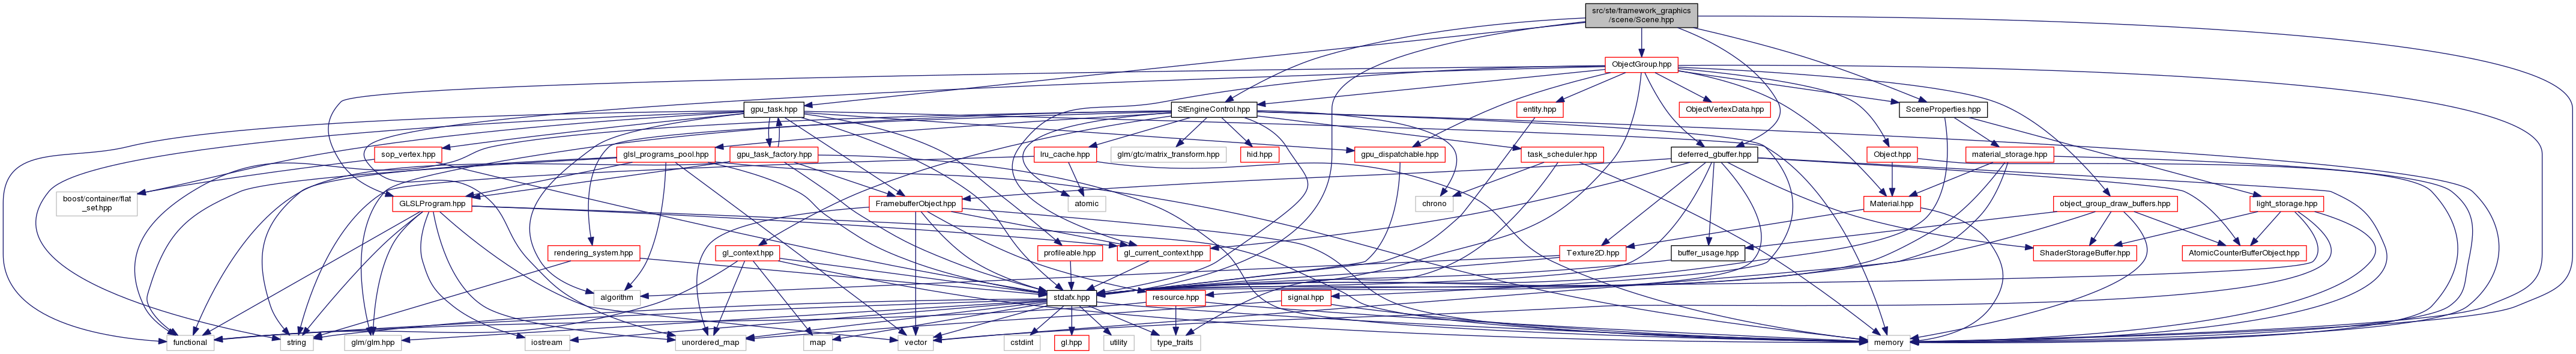 src/ste/framework_graphics
/scene/Scene.hpp
ObjectGroup.hpp
gpu_task.hpp
StEngineControl.hpp
entity.hpp
ObjectVertexData.hpp
SceneProperties.hpp
sop_vertex.hpp
glsl_programs_pool.hpp
gpu_task_factory.hpp
lru_cache.hpp
glm/gtc/matrix_transform.hpp
hid.hpp
gpu_dispatchable.hpp
task_scheduler.hpp
deferred_gbuffer.hpp
Object.hpp
material_storage.hpp
boost/container/flat
_set.hpp
GLSLProgram.hpp
FramebufferObject.hpp
atomic
chrono
Material.hpp
object_group_draw_buffers.hpp
light_storage.hpp
rendering_system.hpp
gl_context.hpp
profileable.hpp
gl_current_context.hpp
Texture2D.hpp
buffer_usage.hpp
ShaderStorageBuffer.hpp
AtomicCounterBufferObject.hpp
algorithm
stdafx.hpp
resource.hpp
signal.hpp
functional
string
glm/glm.hpp
iostream
unordered_map
map
vector
cstdint
gl.hpp
utility
type_traits
memory